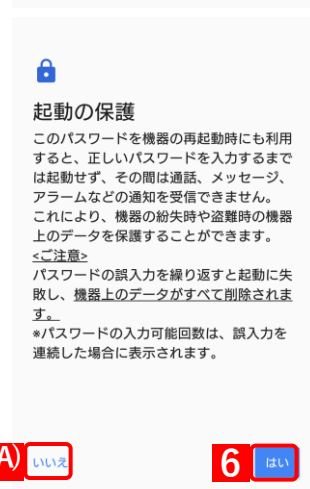 起動の保護
このパスワードを機器の再起動時にも利用
すると、正しいパスワードを入力するまで
は起動せず、その間は通話、メッセージ、
アラームなどの通知を受信できません。
これにより、機器の紛失時や盗難時の機器
上のデータを保護することができます。
<ご注意>
パスワードの誤入力を繰り返すと起動に失
敗し、機器上のデータがすべて削除されま
す。
*パスワードの入力可能回数は、誤入力を
連続した場合に表示されます。
A) いいえ 6 はい